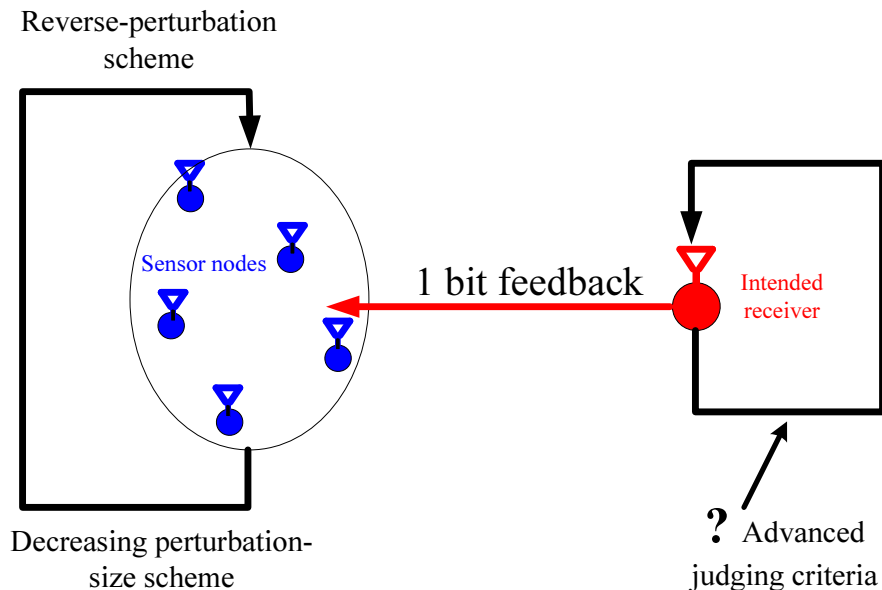 Reverse-perturbation
scheme
Sensor nodes
1 bit feedback
Intended
receiver
Decreasing perturbation-
size scheme
? Advanced
judging criteria